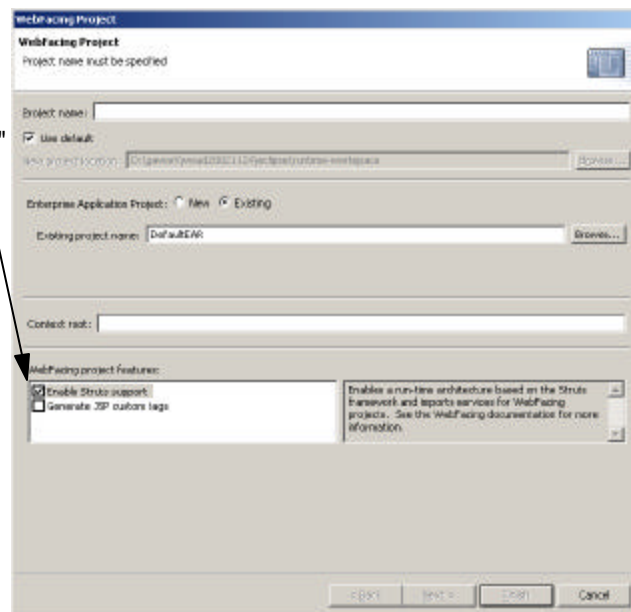 WebFacing Project
WebFacing Project
Project name must be specified
Project name:
"
Use default
New project location: Browse...
Enterprise Application Project: New Existing
Existing project name: DefaultEAR Browse...
Context root:
WebFacing project features:
Enable Struts support
Generate JSP custom tags
Enables a run-time architecture based on the Struts
framework and imports services for WebFacing
projects. See the WebFacing documentation for more
information.
< Back Next > Finish Cancel